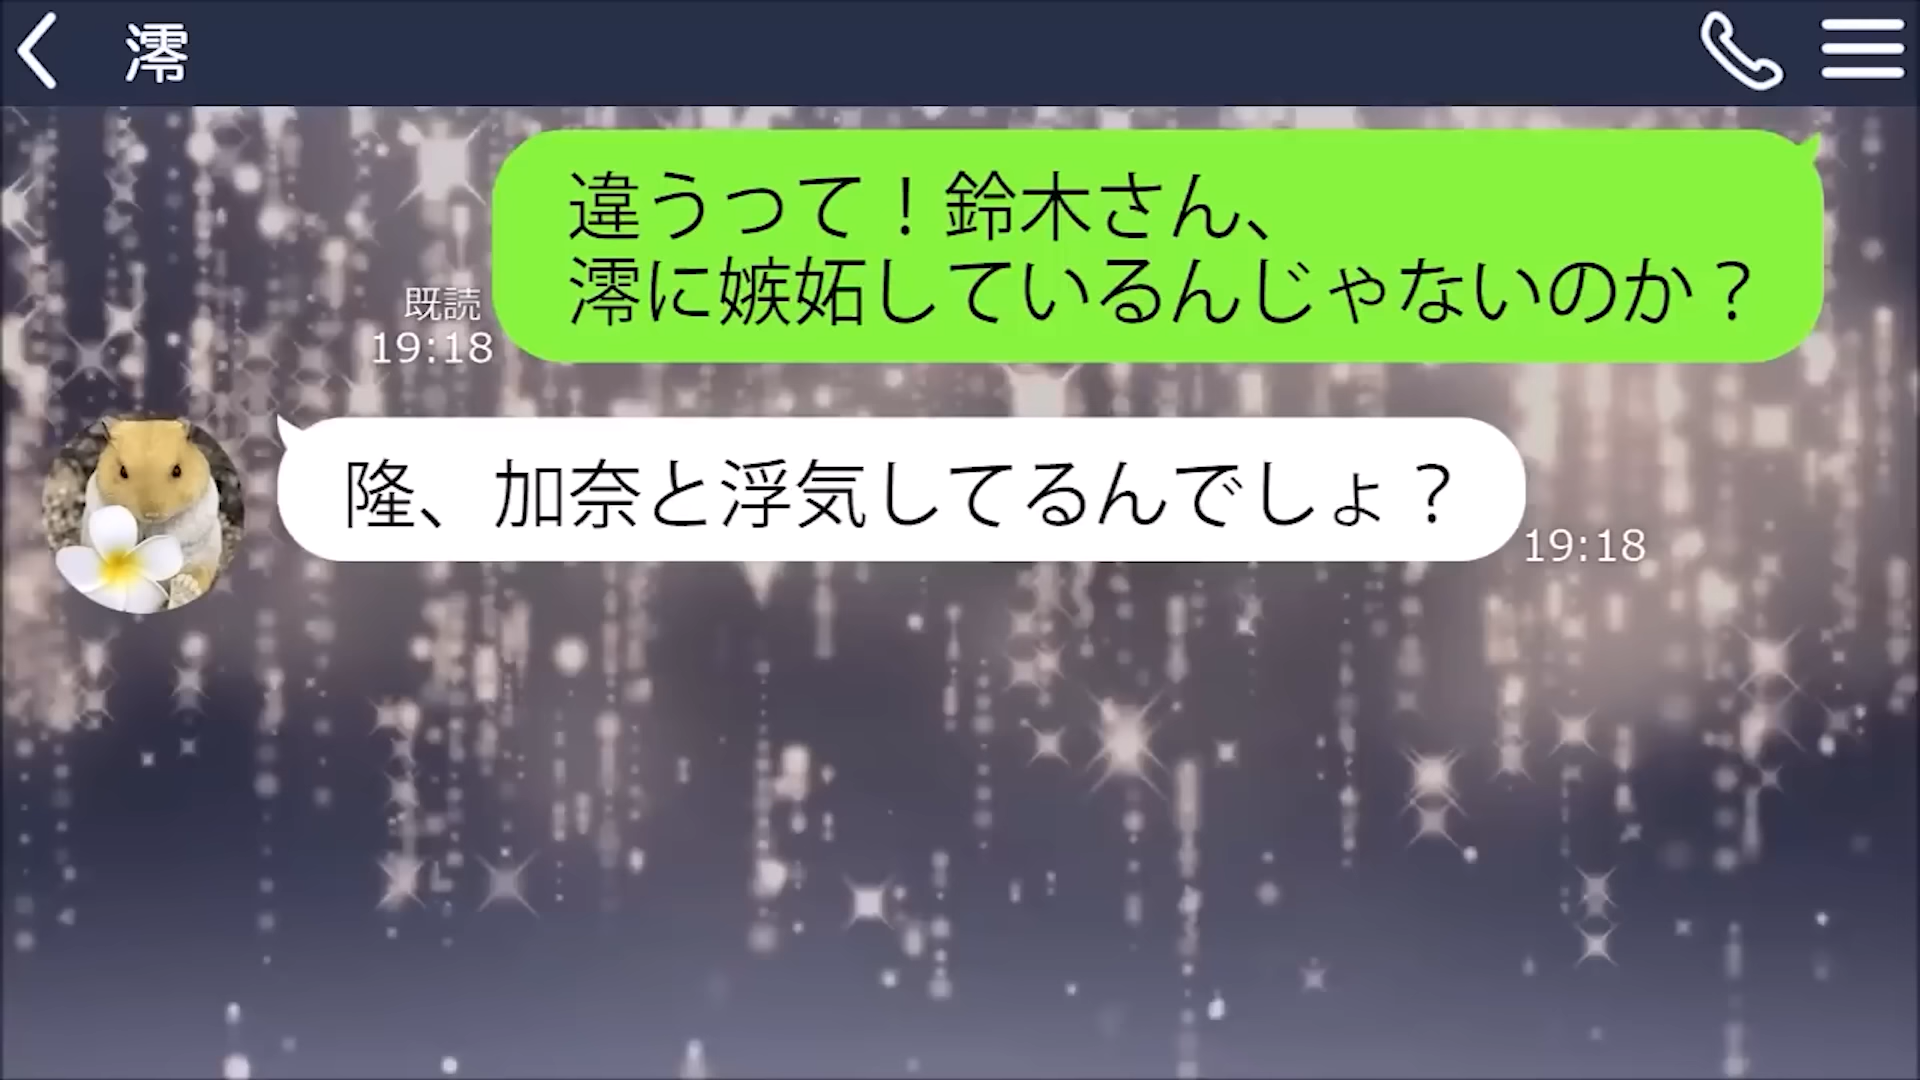 澪
違うって！鈴木さん、
澪に嫉妬しているんじゃないのか？
既読
19:18
隆、加奈と浮気してるんでしょ？
19:18